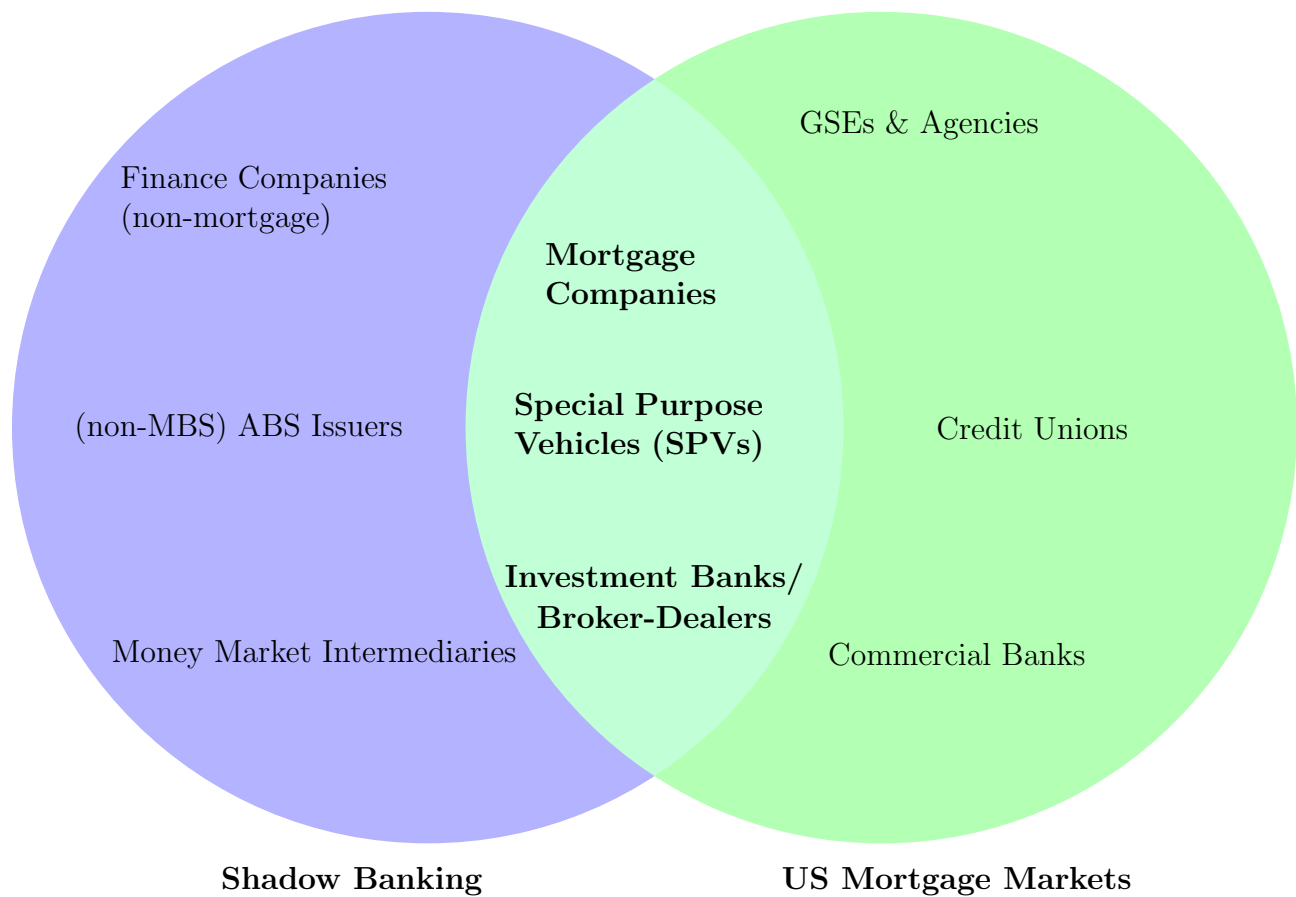 GSEs & Agencies
Finance Companies
(non-mortgage)
Mortgage
Companies
(non-MBS) ABS Issuers
Special Purpose
Vehicles (SPVs)
Credit Unions
Investment Banks/
Broker-Dealers
Money Market Intermediaries
Commercial Banks
Shadow Banking
US Mortgage Markets